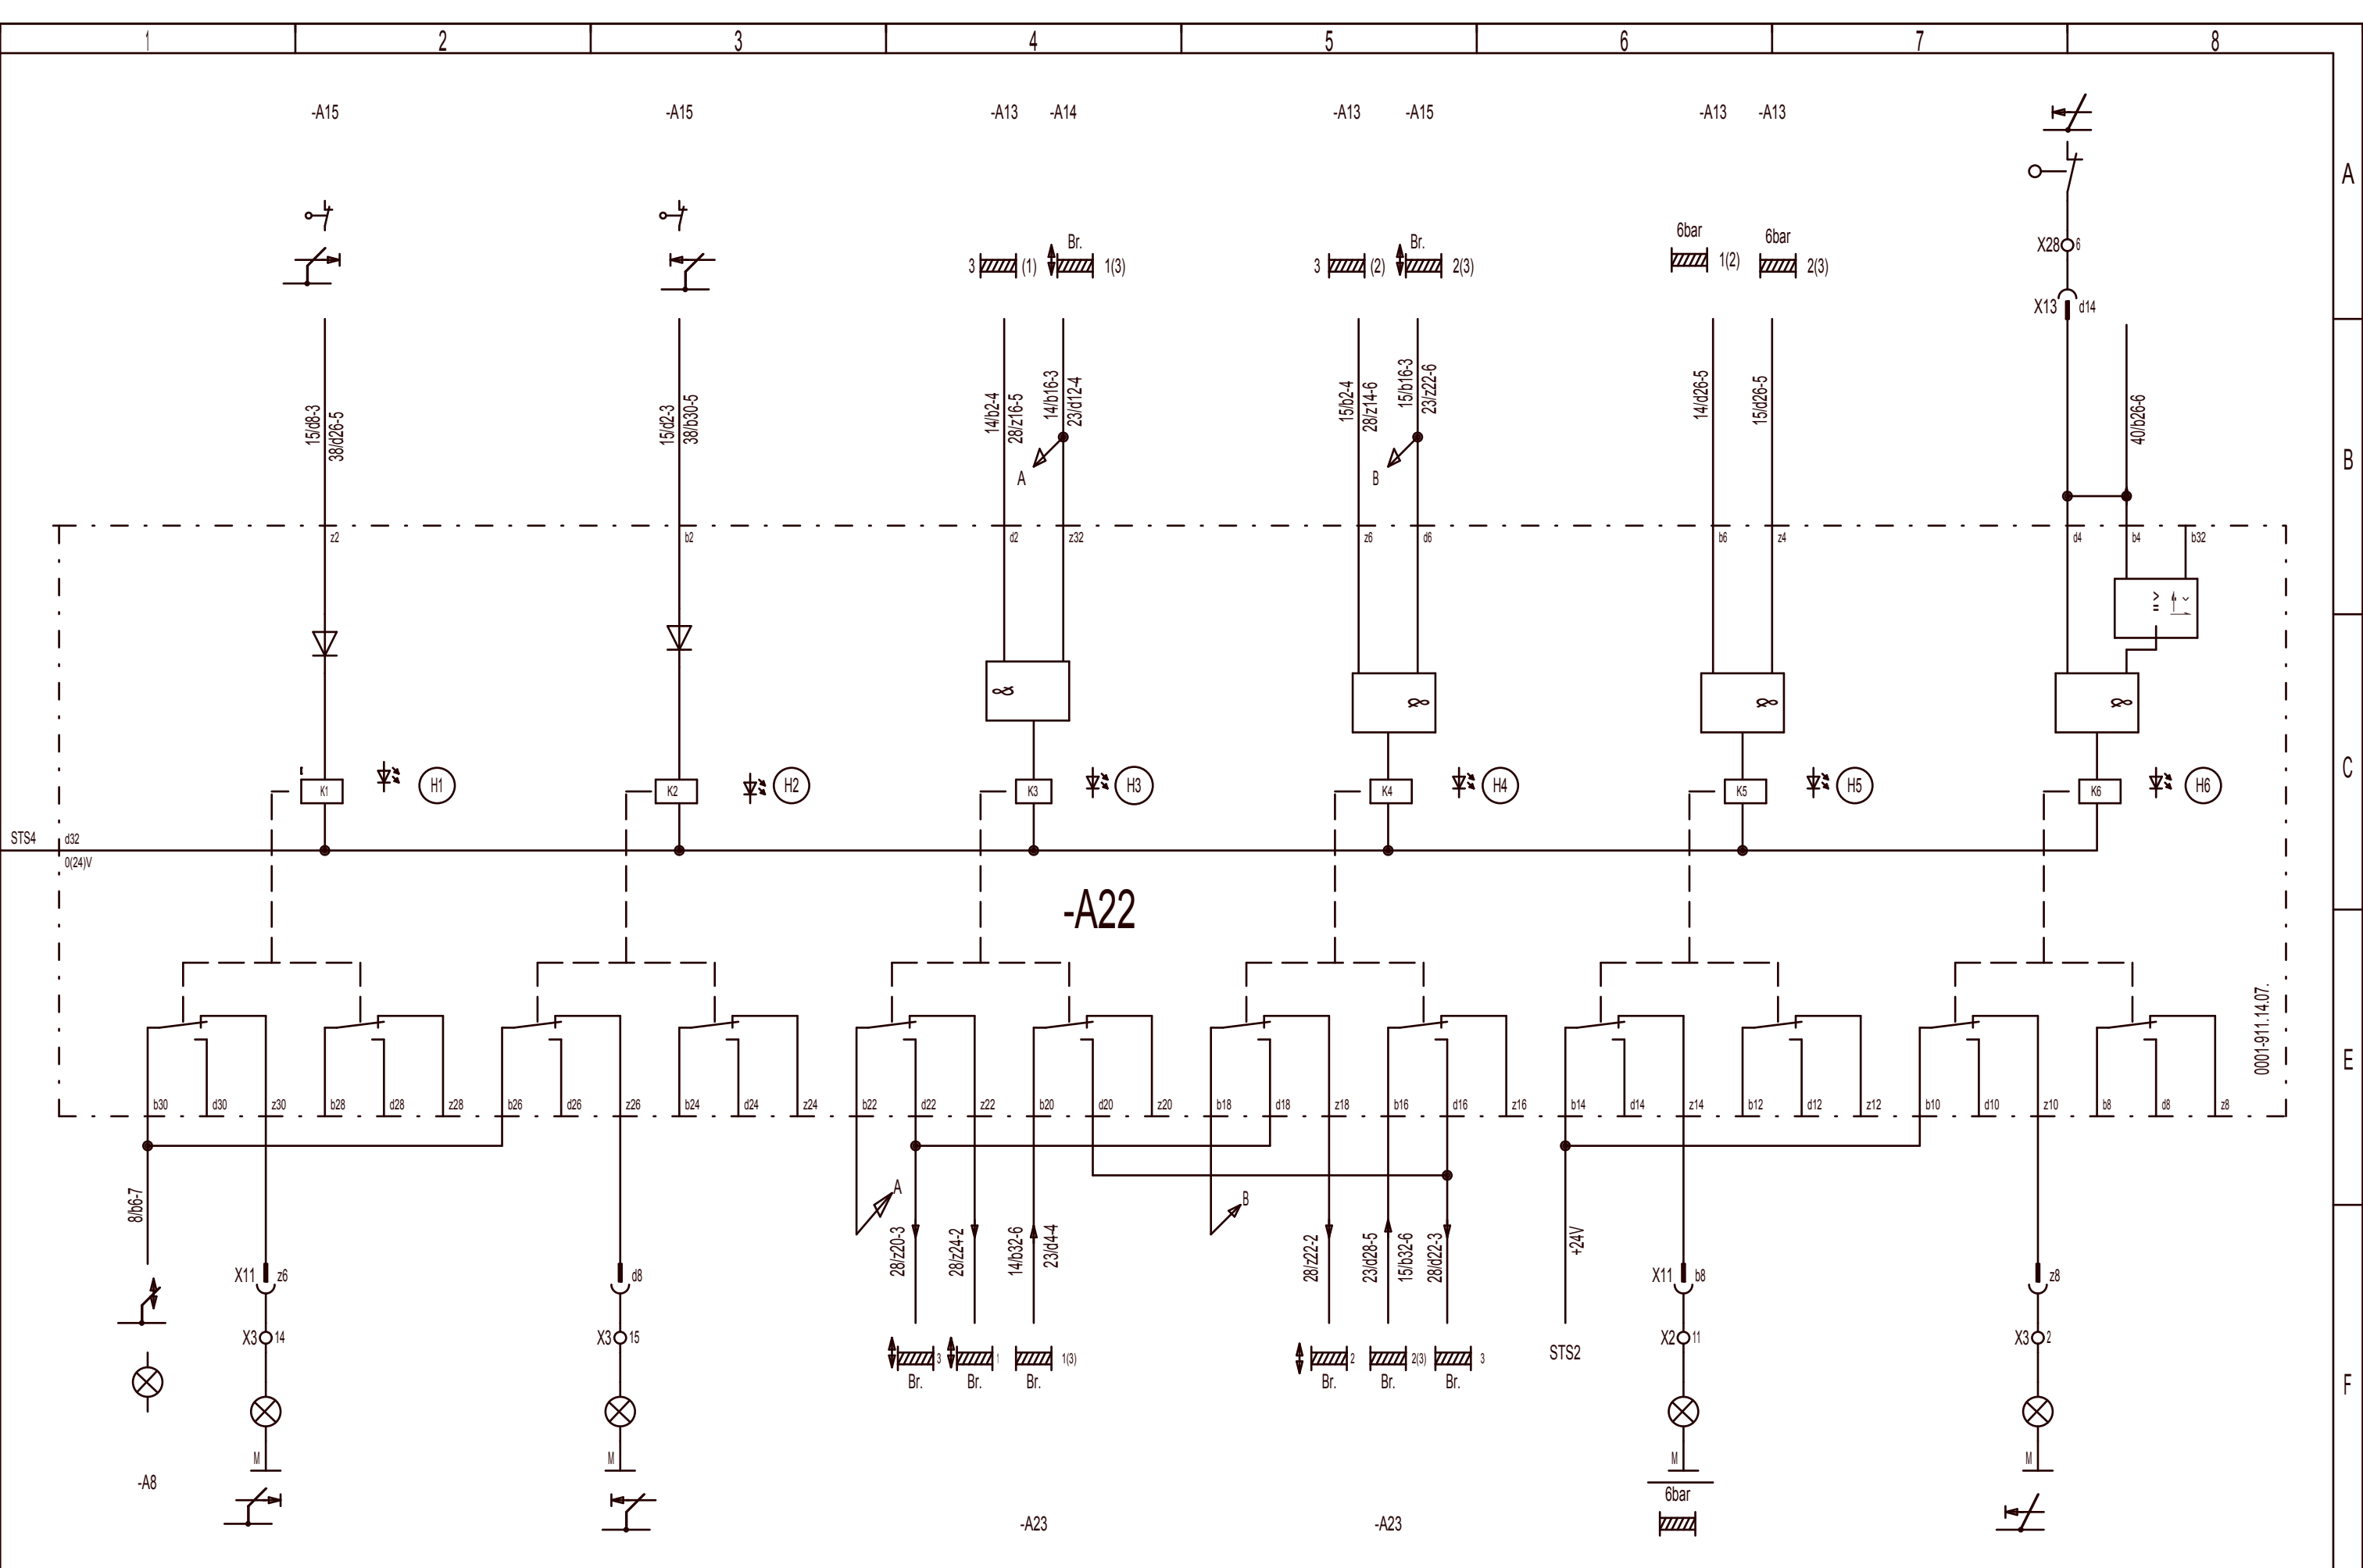 1 2 3 4 5 6 7 8
-A15 -A15 -A13 -A14 -A13 -A15 -A13 -A13
A
Br. Br. 6bar 6bar
3 (1) 1(3) 3 (2) 2(3) 1(2) 2(3)
X28 6
X13 d14
15/d8-3
38/d26-5
15/d2-3
38/b30-5
14/b2-4
28/z16-5
14/b16-3
23/d12-4
15/b2-4
28/z14-6
15/b16-3
23/z22-6
14/d26-5
15/d26-5
40/b26-6
A B
B
z2 b2 d2 z32 z6 d6 b6 z4 d4 b4 b32
&
& & &
K1 H1 K2 H2 K3 H3 K4 H4 K5 H5 K6 H6
C
STS4 d32
0(24)V
-A22
0001-911.14.07.
E
b30 d30 z30 b28 d28 z28 b26 d26 z26 b24 d24 z24 b22 d22 z22 b20 d20 z20 b18 d18 z18 b16 d16 z16 b14 d14 z14 b12 d12 z12 b10 d10 z10 b8 d8 z8
8/b6-7
A B
28/z20-3
28/z24-2
14/b32-6
23/d4-4
28/z22-2
23/d28-5
15/b32-6
28/d22-3
+24V
X11 z6 d8 X11 b8 z8
X3 14 X3 15 X2 11 X3 2
3 1 1(3) 2 2(3) 3 STS2
Br. Br. Br. Br. Br. Br.
F
M M M M
-A8
6bar
-A23 -A23